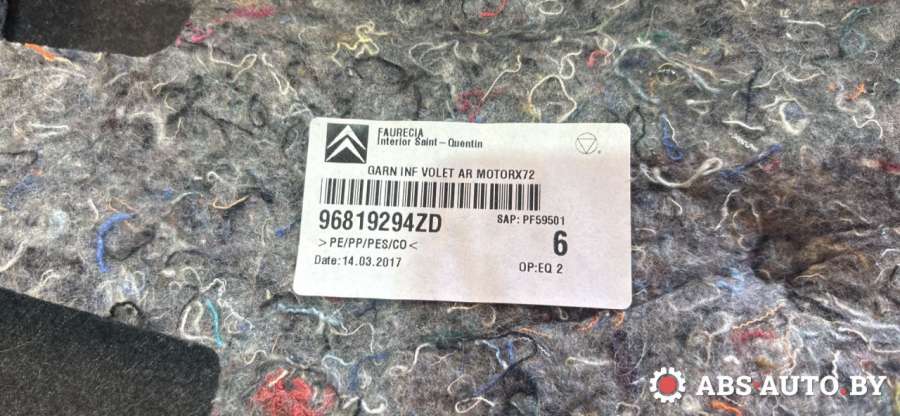 FAURECIA
Interior Saint-Quentin
GARN INF VOLET AR MOTORX72
96819294ZD
SAP: PF59501
>PE/PP/PES/CO<
6
Date:14.03.2017
OP:EQ 2
ABS-AUTO.BY